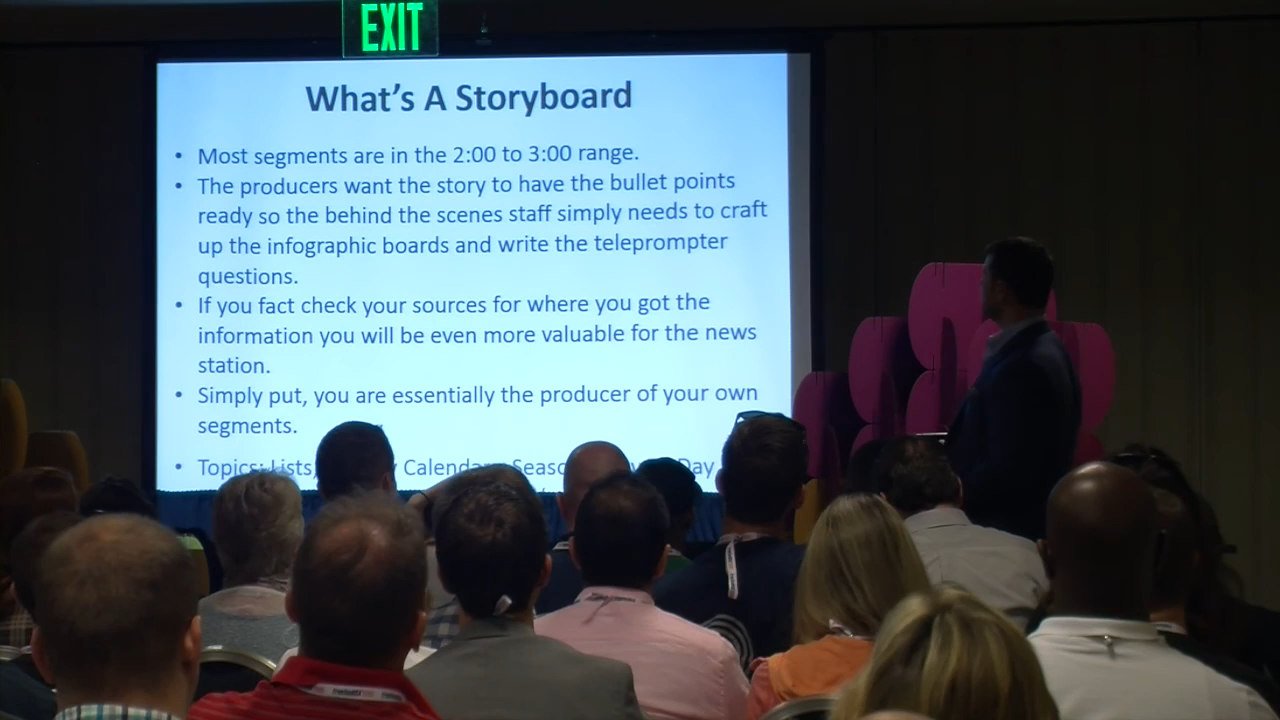 EXIT
What's A Storyboard
• Most segments are in the 2:00 to 3:00 range.
• The producers want the story to have the bullet points
ready so the behind the scenes staff simply needs to craft
up the infographic boards and write the teleprompter
questions.
• If you fact check your sources for where you got the
information you will be even more valuable for the news
station.
• Simply put, you are essentially the producer of your own
segments.
• Topics: Lists, Calendar, Day